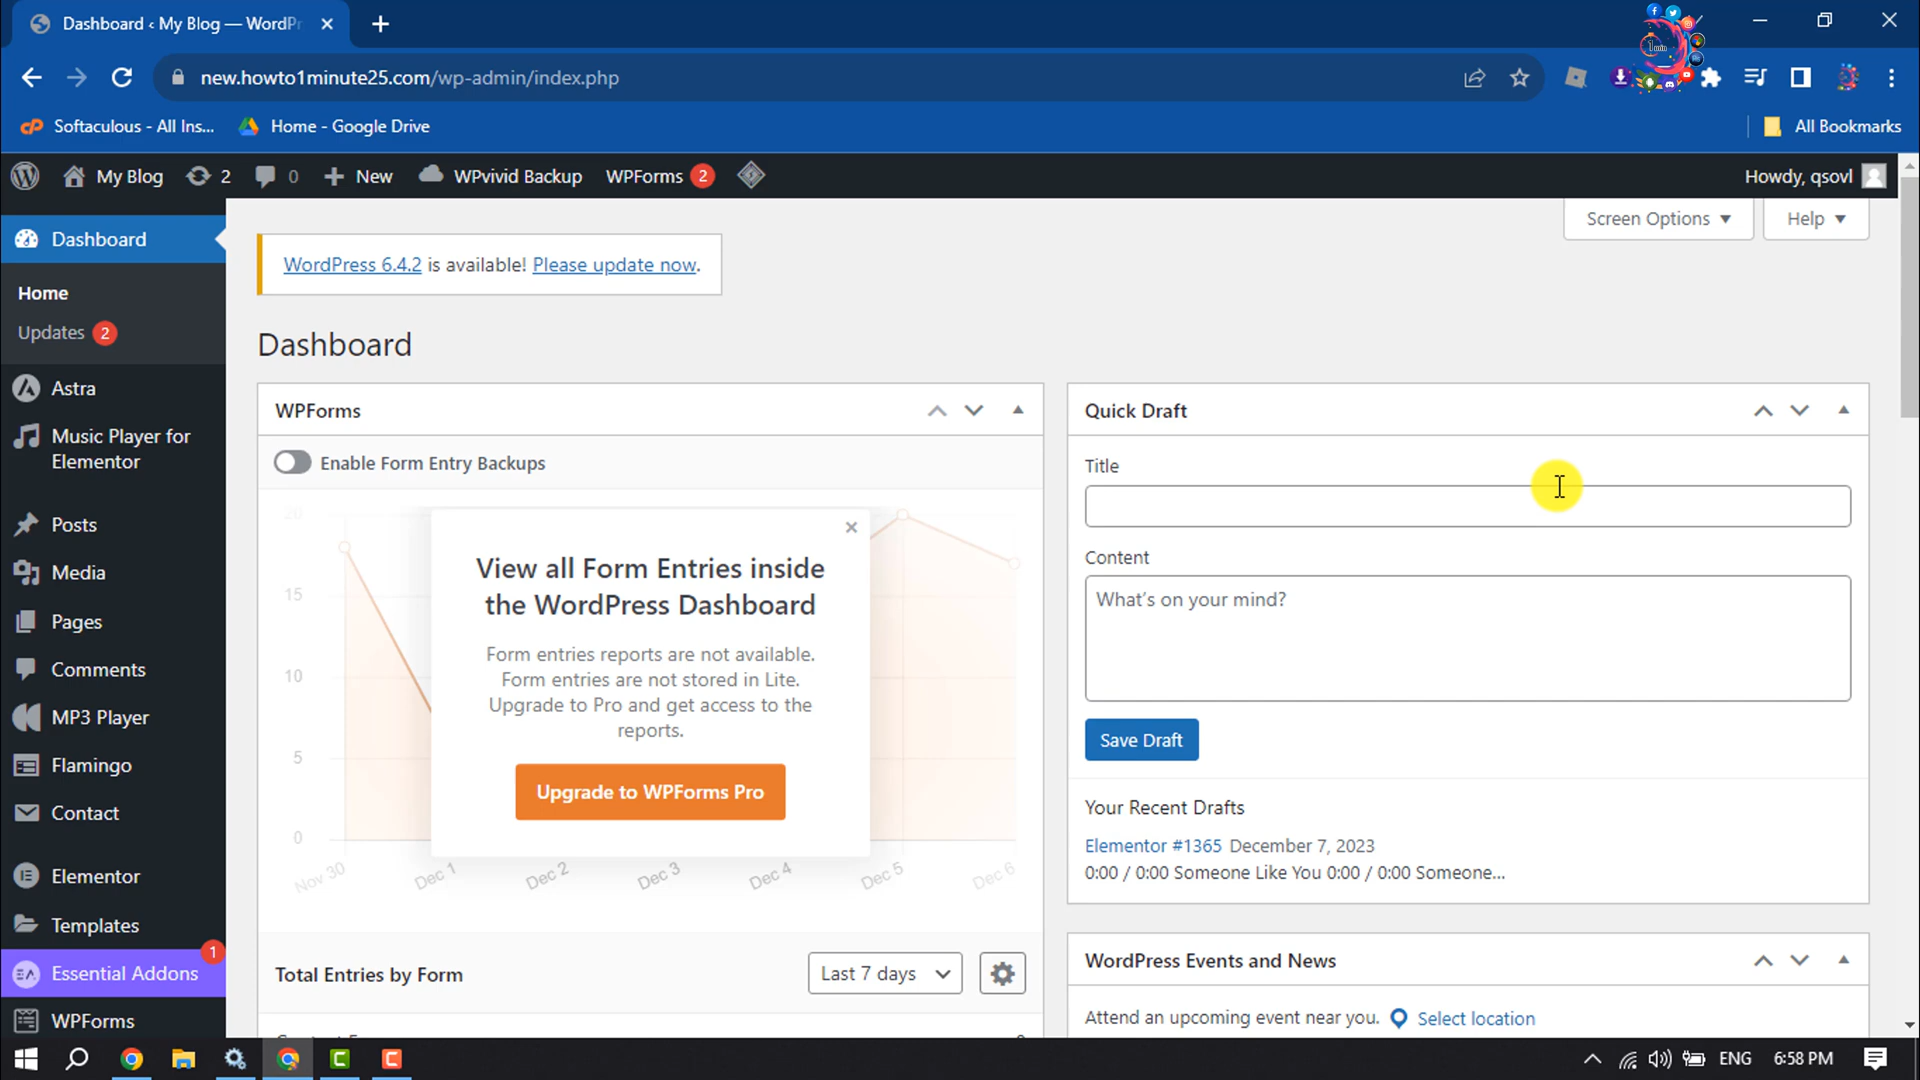 Dashboard ‹ My Blog — WordPr
new.howto1minute25.com/wp-admin/index.php
Softaculous - All Ins...
Home - Google Drive
All Bookmarks
My Blog
2
0
New
WPvivid Backup
WPForms 2
Howdy, qsovl
Screen Options
Help
Dashboard
Home
Updates 2
Astra
Music Player for
Elementor
Posts
Media
Pages
Comments
MP3 Player
Flamingo
Contact
Elementor
Templates
Essential Addons
1
WPForms
WordPress 6.4.2 is available! Please update now.
Dashboard
WPForms
Enable Form Entry Backups
20
15
10
5
0
Nov 30
Dec 1
Dec 2
Dec 3
Dec 4
Dec 5
Dec 6
View all Form Entries inside
the WordPress Dashboard
Form entries reports are not available.
Form entries are not stored in Lite.
Upgrade to Pro and get access to the
reports.
Upgrade to WPForms Pro
Total Entries by Form
Last 7 days
Quick Draft
Title
Content
What's on your mind?
Save Draft
Your Recent Drafts
Elementor #1365 December 7, 2023
0:00 / 0:00 Someone Like You 0:00 / 0:00 Someone...
WordPress Events and News
Attend an upcoming event near you.
Select location
ENG
6:58 PM